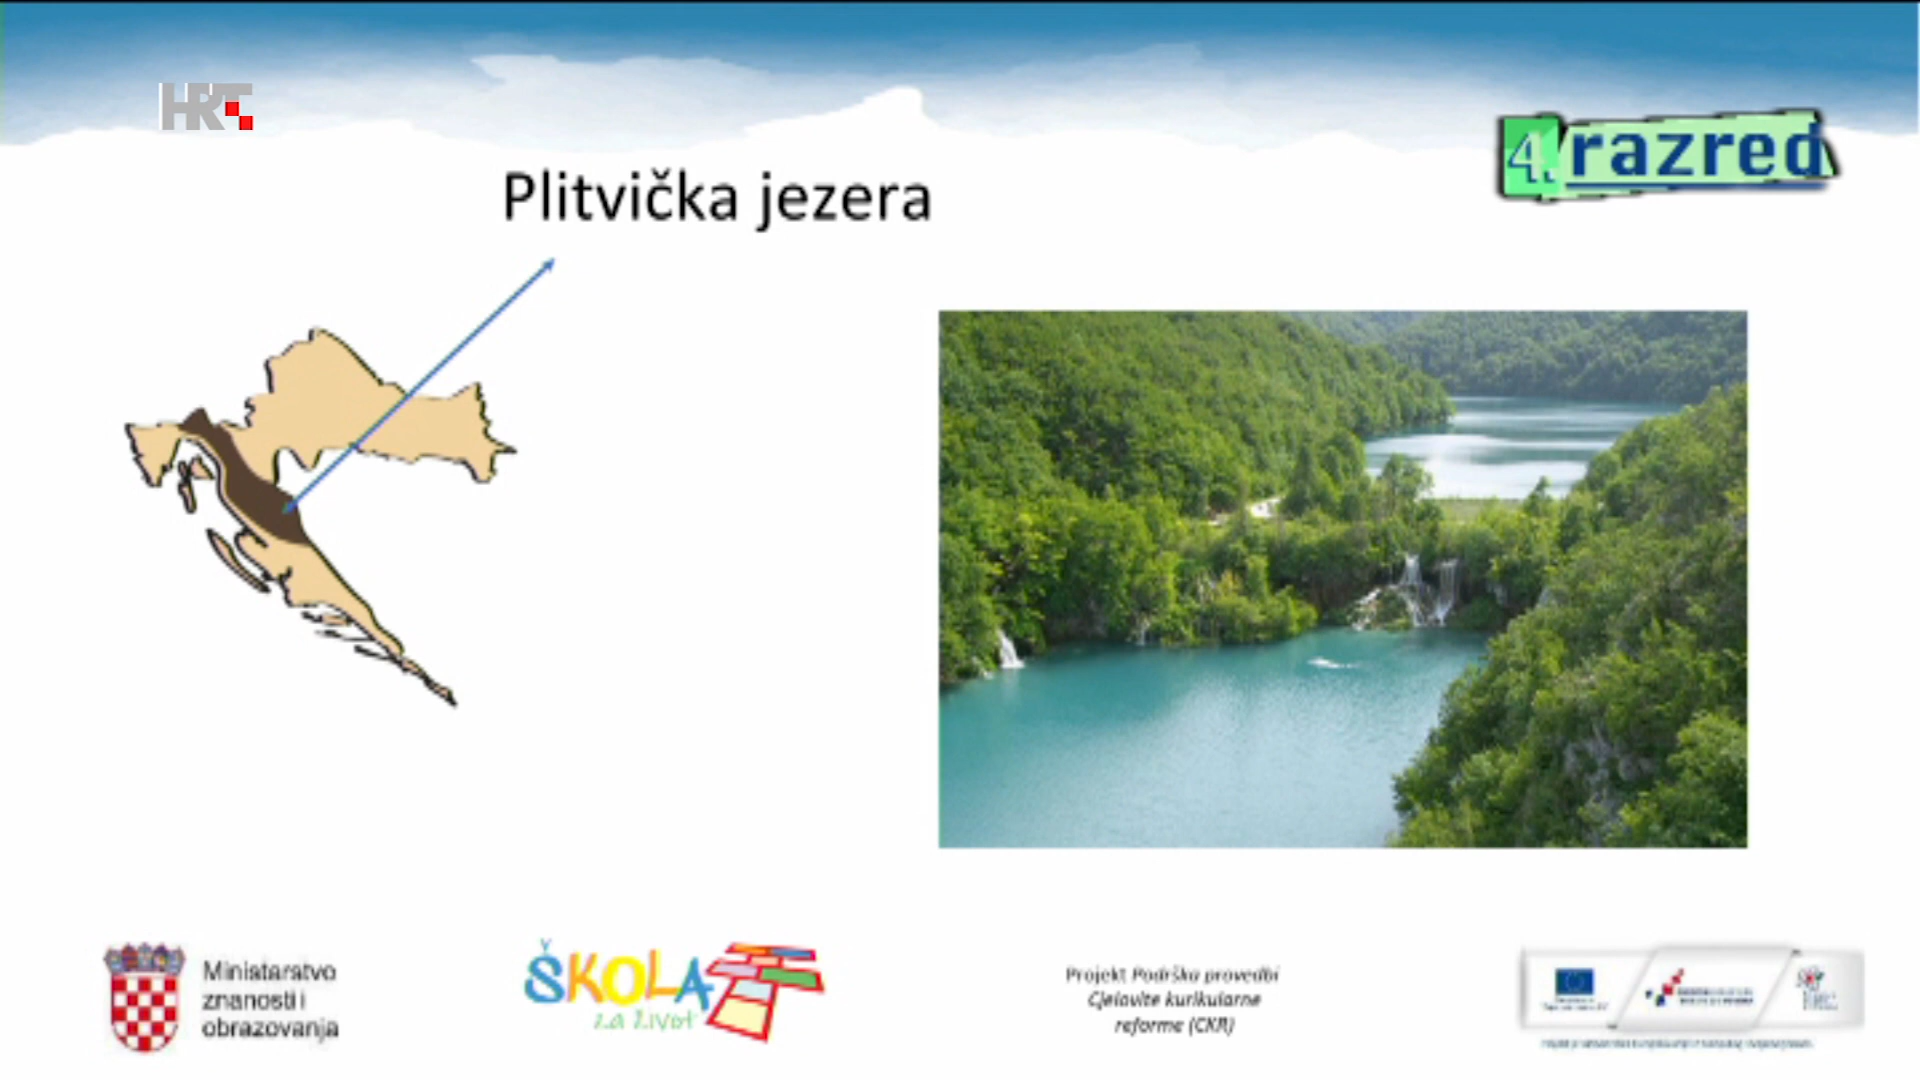 HRT
4. razred
Plitvička jezera
Ministarstvo
znanosti i
obrazovanja
ŠKOLA
za život
Projekt Podrška provedbi
Cjelovite kurikularne
reforme (CKR)